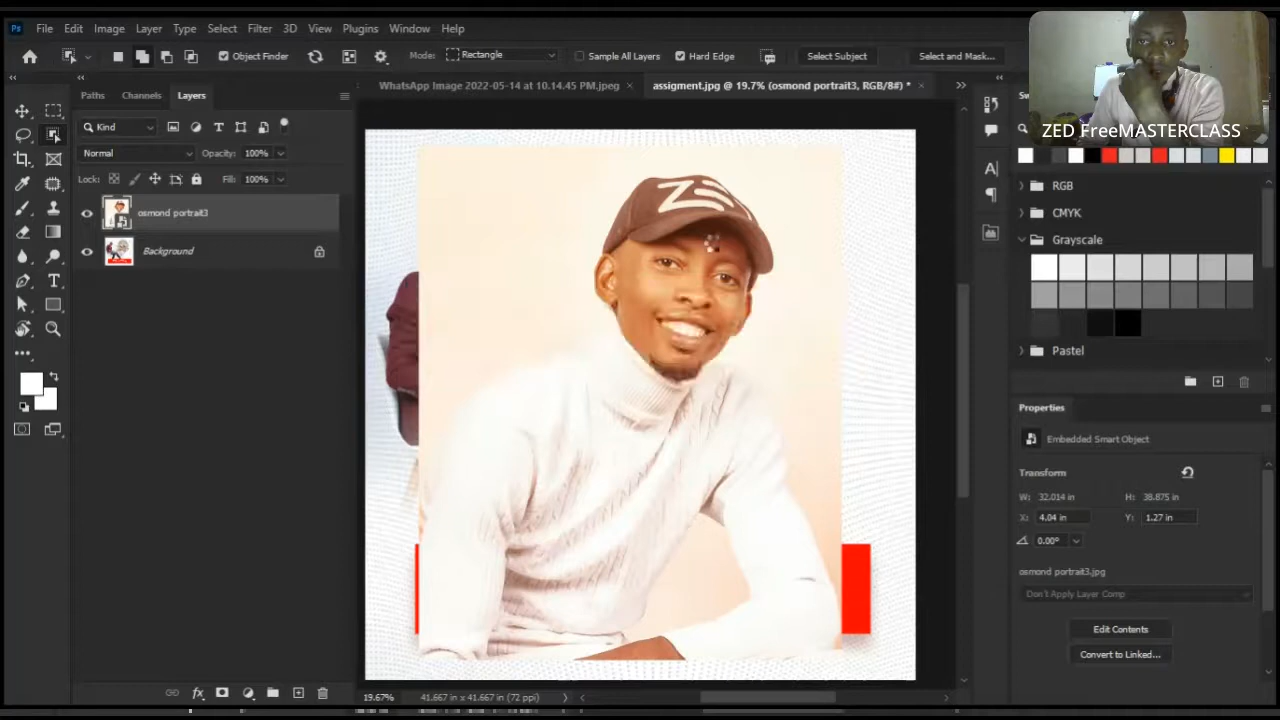 Ps File Edit Image Layer Type Select Filter 3D View Plugins Window Help
Object Finder Mode: Rectangle Sample All Layers Hard Edge Select Subject Select and Mask...
ZED FreeMASTERCLASS
Paths Channels Layers
WhatsApp Image 2022-05-14 at 10.14.45 PM.jpeg × assigment.jpg @ 19.7% (osmond portrait3, RGB/8#) * ×
Kind
Normal Opacity: 100%
Lock: Fill: 100%
osmond portrait3
Background
RGB
CMYK
Grayscale
Pastel
Properties
Embedded Smart Object
Transform
W: 32.014 in H: 38.875 in
X: 4.04 in Y: 1.27 in
0.00°
osmond portrait3.jpg
Don't Apply Layer Comp
Edit Contents
Convert to Linked...
19.67% 41.667 in x 41.667 in (72 ppi)